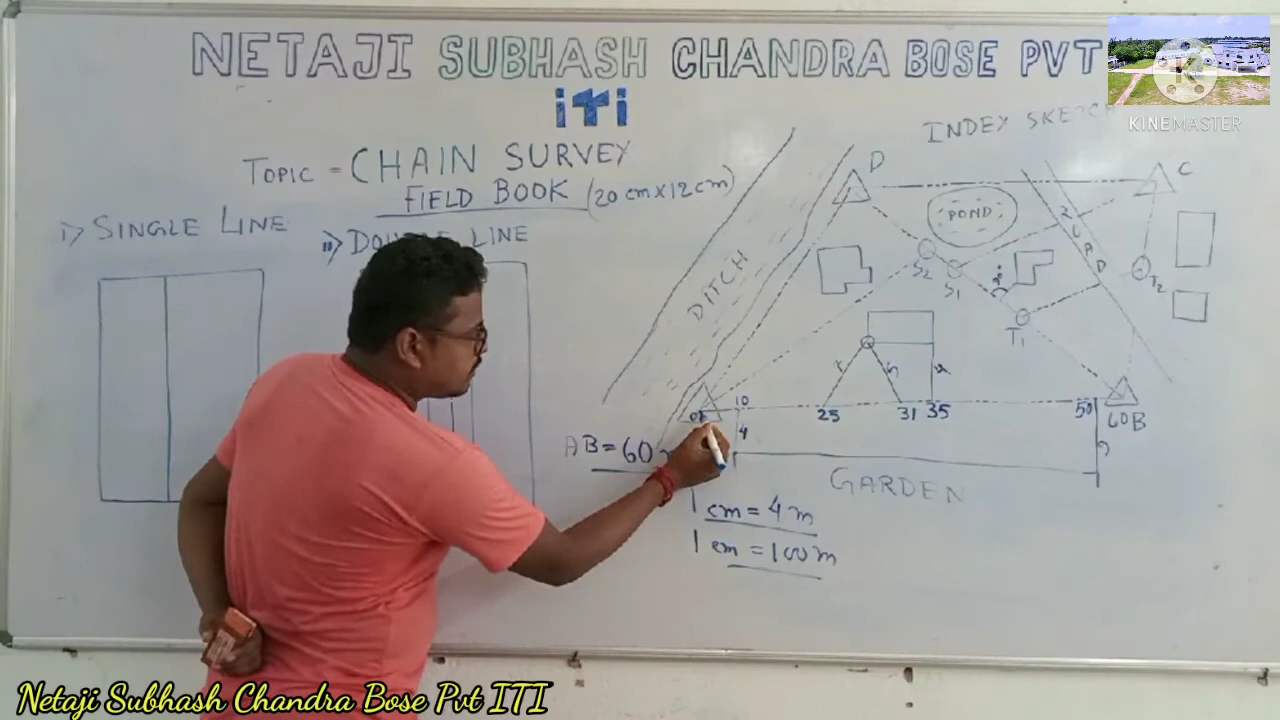 NETAJI SUBHASH CHANDRA BOSE PVT
iTi
KINEMASTER
INDEX SKETCH
TOPIC = CHAIN SURVEY
FIELD BOOK (20 cm x 12 cm)
i> SINGLE LINE
ii> DOUBLE LINE
D
C
POND
DITCH
S2
S1
T2
T1
10
25
31
35
50
60B
4
AB = 60
GARDEN
1 cm = 4 m
1 cm = 100 m
Netaji Subhash Chandra Bose Pvt ITI